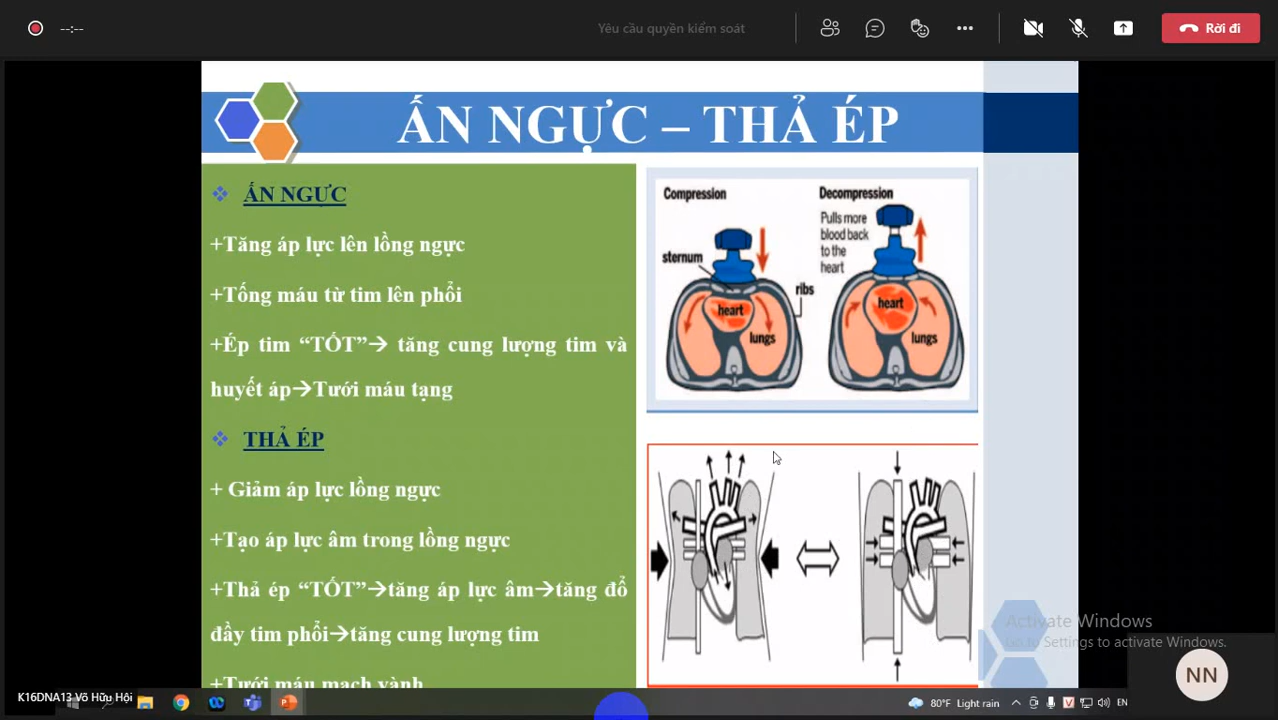 --:--
Yêu cầu quyền kiểm soát
Rời đi
ẤN NGỰC – THẢ ÉP
ẤN NGỰC
+Tăng áp lực lên lồng ngực
+Tống máu từ tim lên phổi
+Ép tim “TỐT”→ tăng cung lượng tim và
huyết áp→Tưới máu tạng
THẢ ÉP
+ Giảm áp lực lồng ngực
+Tạo áp lực âm trong lồng ngực
+Thả ép “TỐT”→tăng áp lực âm→tăng đổ
đầy tim phổi→tăng cung lượng tim
+Tưới máu mạch vành
Compression
sternum
heart
lungs
ribs
Decompression
Pulls more
blood back
to the
heart
heart
lungs
Activate Windows
Go to Settings to activate Windows.
NN
K16DNA13 Võ Hữu Hội
80°F Light rain
EN